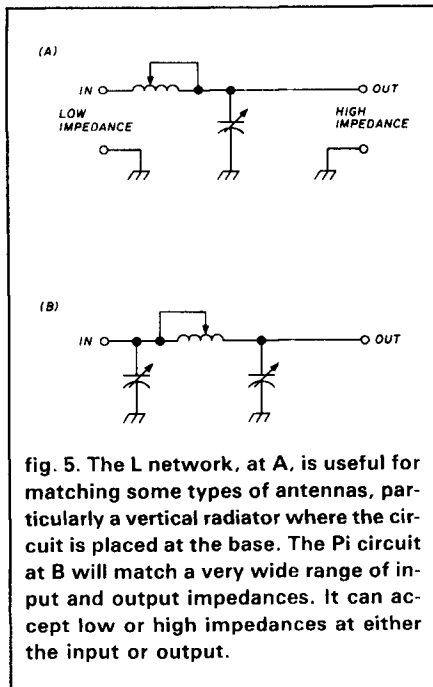 (A)
IN
OUT
LOW
IMPEDANCE
HIGH
IMPEDANCE
(B)
IN
OUT
fig. 5. The L network, at A, is useful for
matching some types of antennas, par-
ticularly a vertical radiator where the cir-
cuit is placed at the base. The Pi circuit
at B will match a very wide range of in-
put and output impedances. It can ac-
cept low or high impedances at either
the input or output.